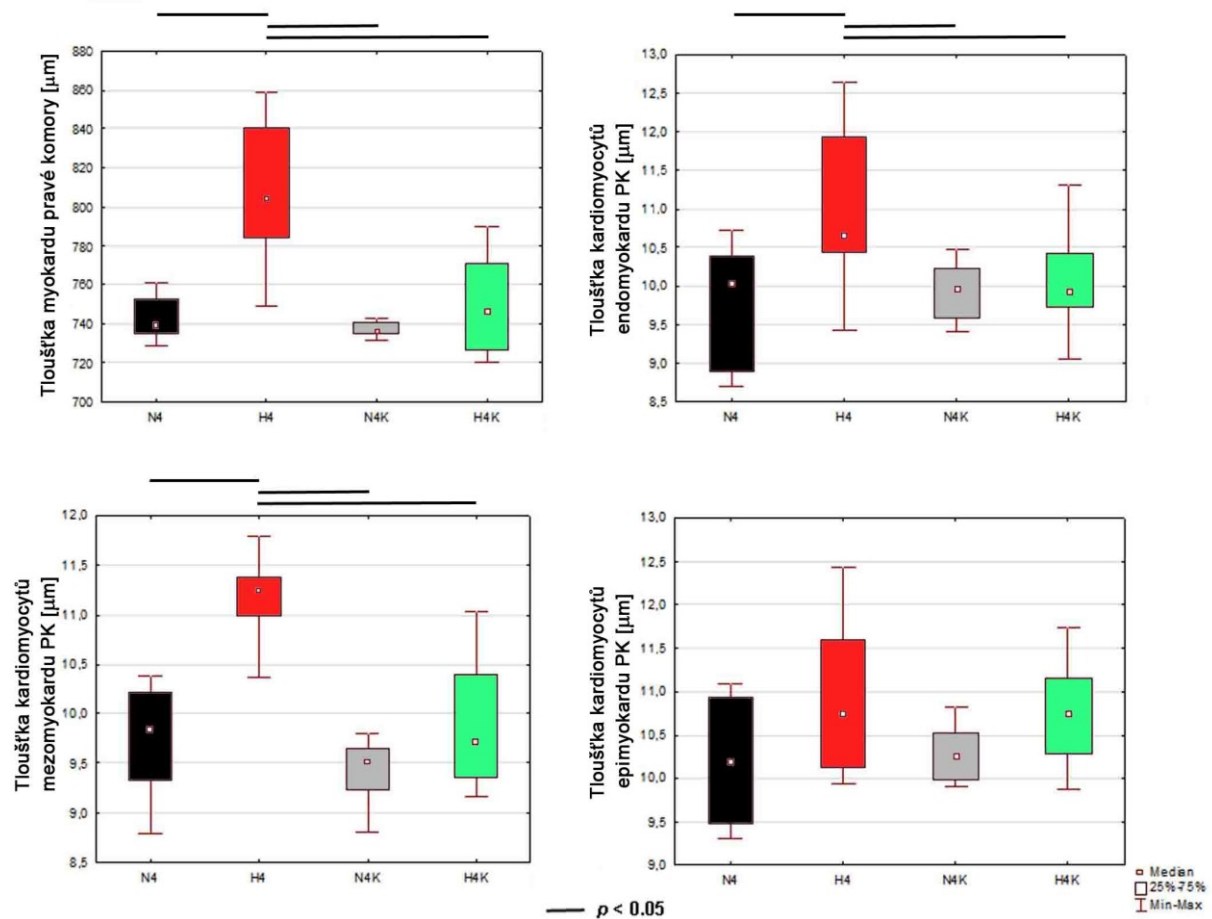 Tloušťka myokardu pravé komory [µm]
880
860
840
820
800
780
760
740
720
700
N4 H4 N4K H4K
Tloušťka kardiomyocytů
endomyokardu PK [µm]
13,0
12,5
12,0
11,5
11,0
10,5
10,0
9,5
9,0
8,5
N4 H4 N4K H4K
Tloušťka kardiomyocytů
mezomyokardu PK [µm]
12,0
11,5
11,0
10,5
10,0
9,5
9,0
8,5
N4 H4 N4K H4K
Tloušťka kardiomyocytů
epimyokardu PK [µm]
13,0
12,5
12,0
11,5
11,0
10,5
10,0
9,5
9,0
N4 H4 N4K H4K
Median
25%-75%
Min-Max
p < 0.05